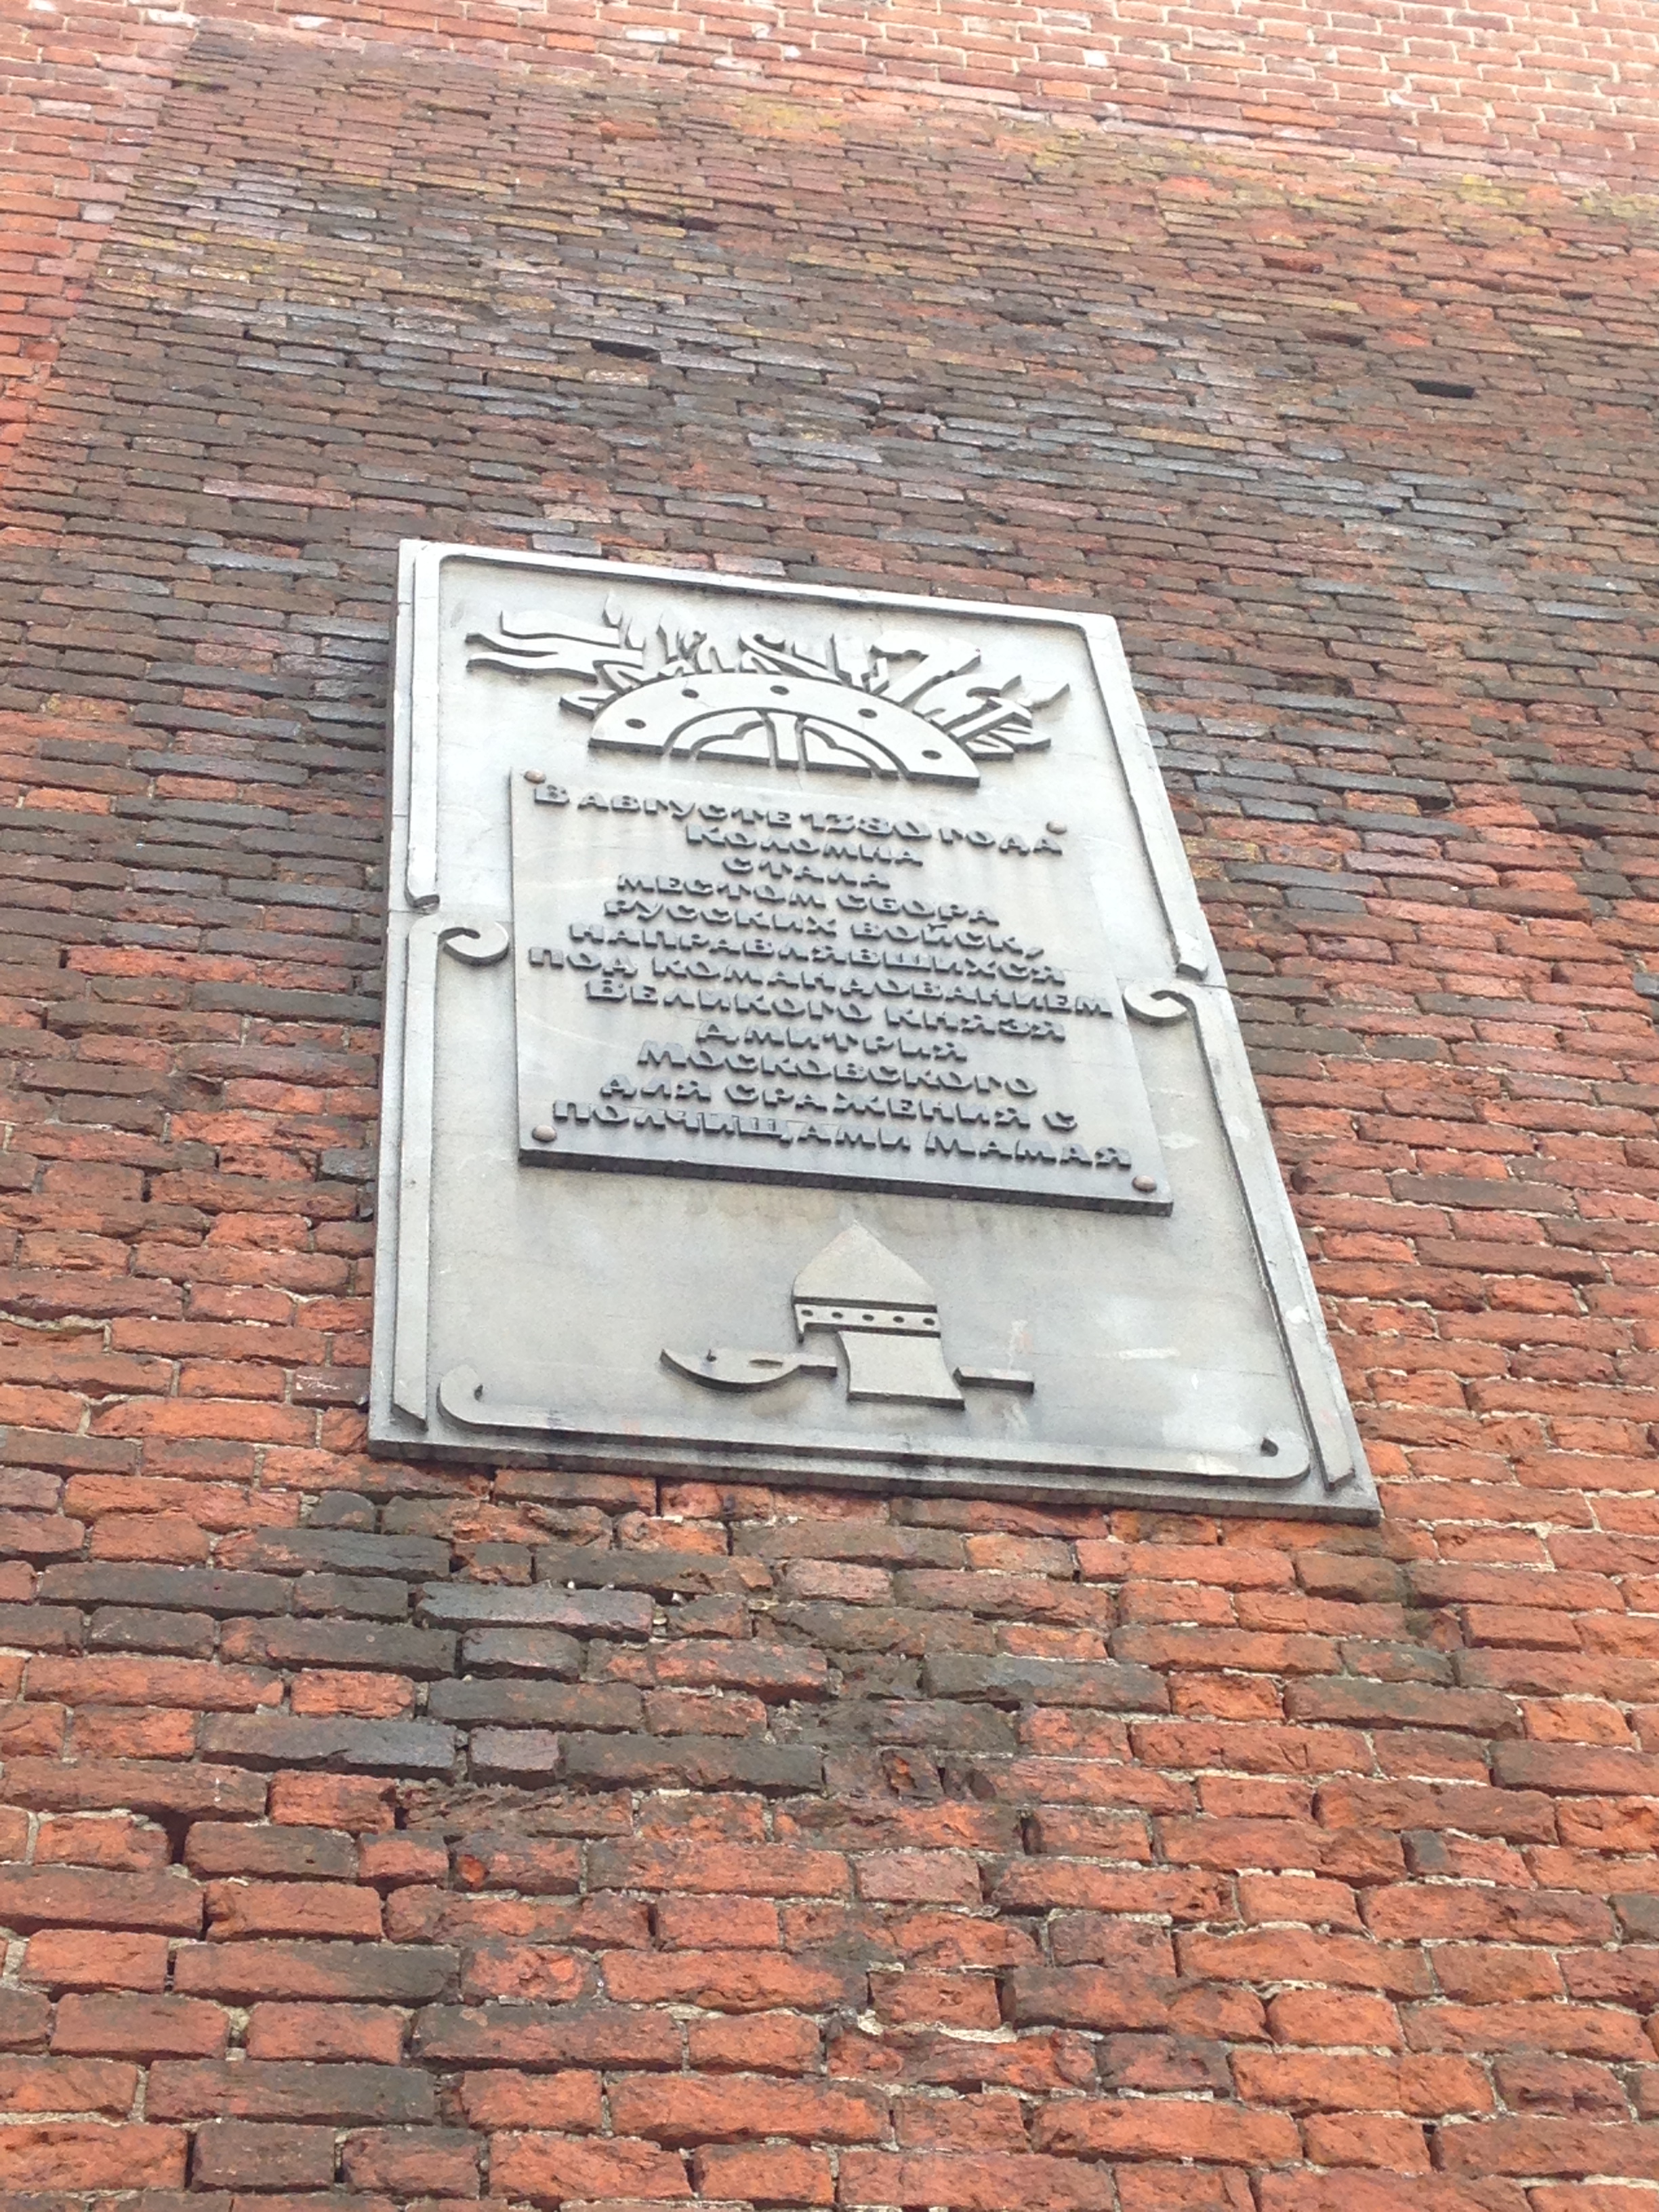 В АВГУСТЕ 1380 ГОДА
КОЛОМНА
СТАЛА
МЕСТОМ СБОРА
РУССКИХ ВОЙСК,
НАПРАВЛЯВШИХСЯ
ПОД КОМАНДОВАНИЕМ
ВЕЛИКОГО КНЯЗЯ
ДМИТРИЯ
МОСКОВСКОГО
ДЛЯ СРАЖЕНИЯ С
ПОЛЧИЩАМИ МАМАЯ